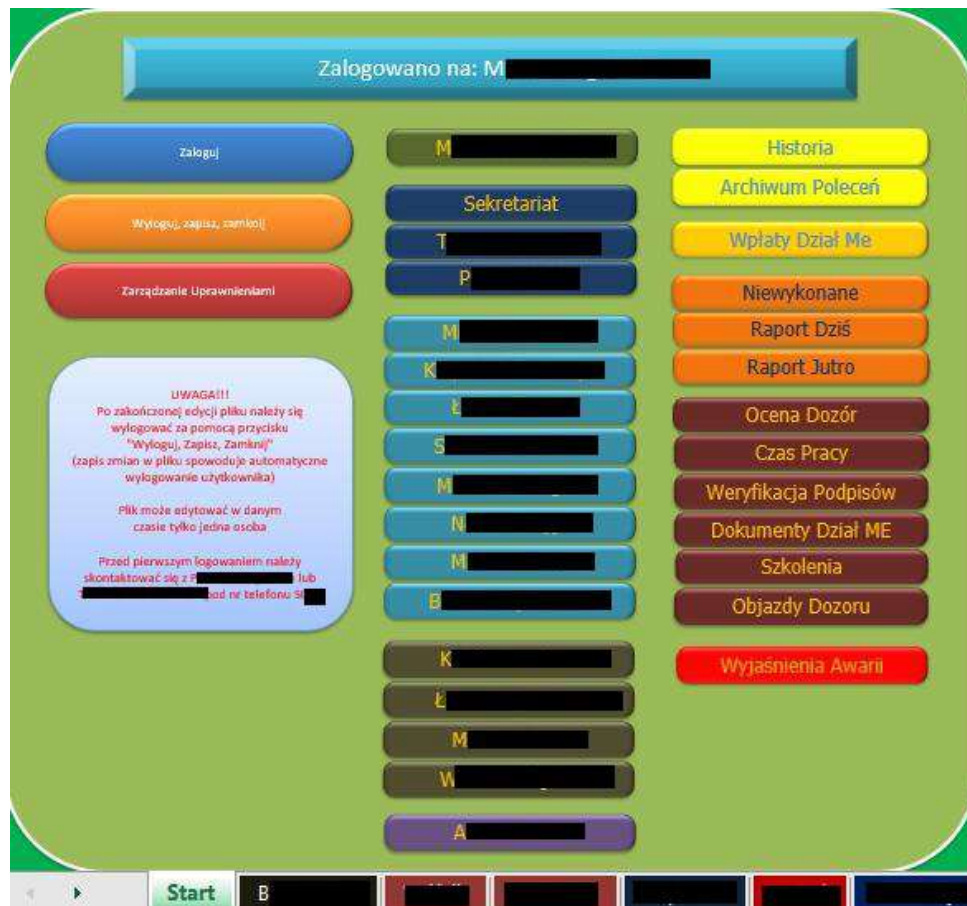 Zalogowano na: M
Zaloguj
Wyloguj, zapisz, zamknij
Zarządzanie Uprawnieniami
UWAGA!!!
Po zakończonej edycji pliku należy się
wylogować za pomocą przycisku
"Wyloguj, Zapisz, Zamknij"
(zapis zmian w pliku spowoduje automatyczne
wylogowanie użytkownika)
Plik może edytować w danym
czasie tylko jedna osoba
Przed pierwszym logowaniem należy
skontaktować się z P lub
T pod nr telefonu 50
M
Sekretariat
T
P
M
K
Ł
S
M
N
M
B
K
Ł
M
W
A
Historia
Archiwum Poleceń
Wpłaty Dział Me
Niewykonane
Raport Dziś
Raport Jutro
Ocena Dozór
Czas Pracy
Weryfikacja Podpisów
Dokumenty Dział ME
Szkolenia
Objazdy Dozoru
Wyjaśnienia Awarii
Start
B